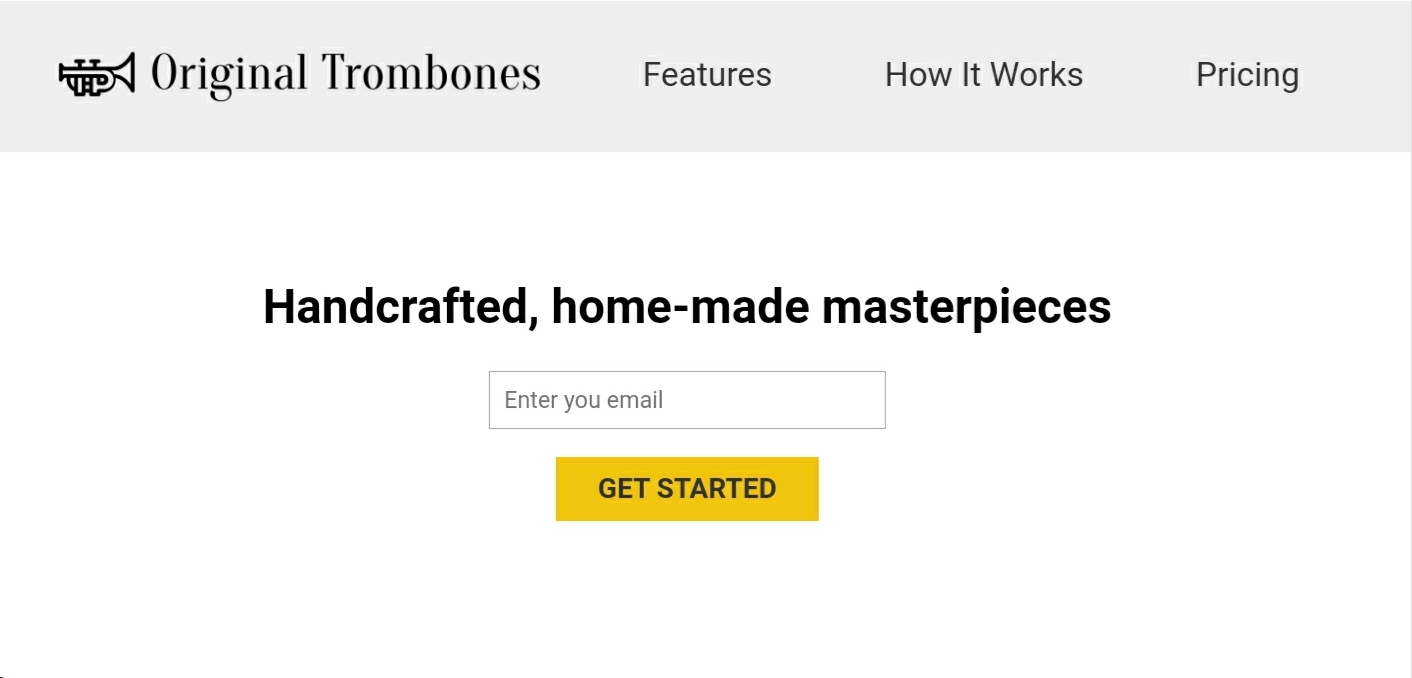 Original Trombones Features How It Works Pricing
Handcrafted, home-made masterpieces
Enter you email
GET STARTED